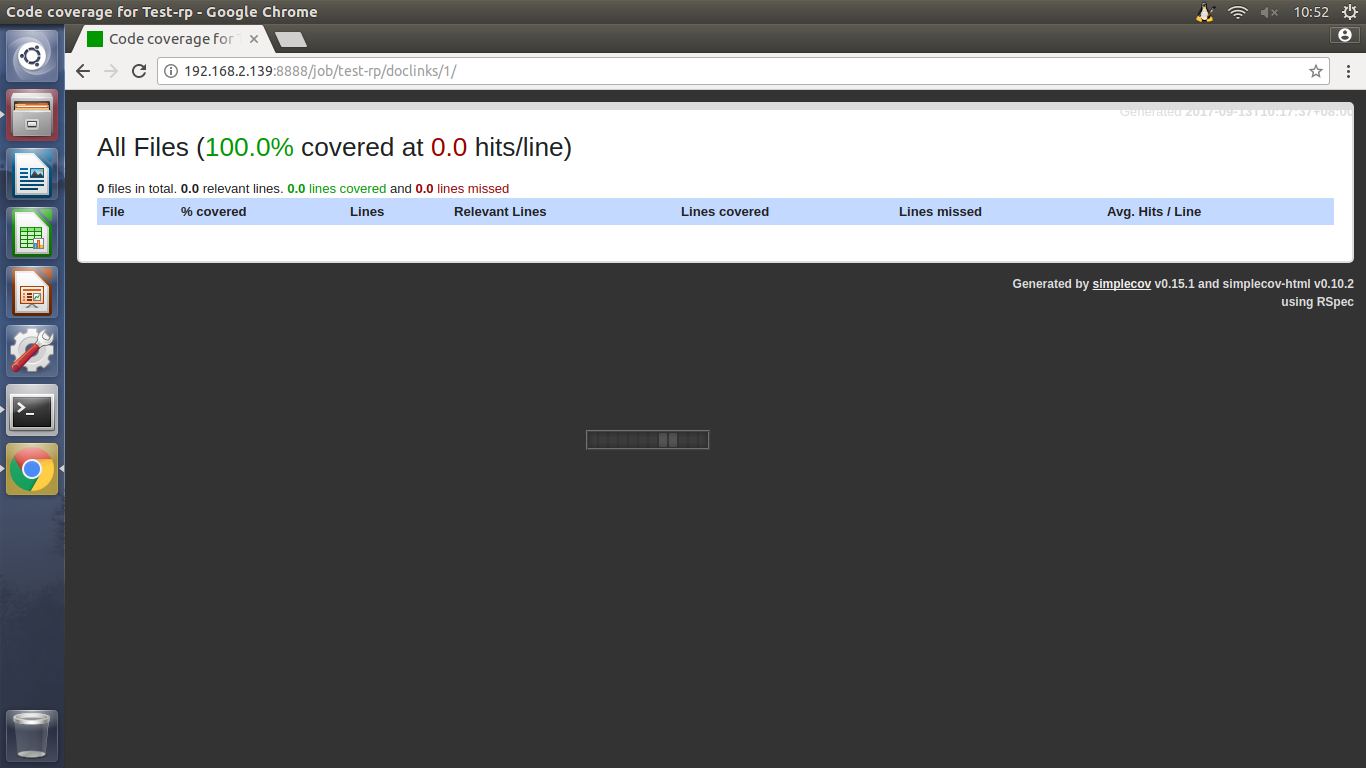 Code coverage for Test-rp - Google Chrome
10:52
Code coverage for
192.168.2.139:8888/job/test-rp/doclinks/1/
Generated 2017-09-13T10:17:37+08:00
All Files (100.0% covered at 0.0 hits/line)
0 files in total. 0.0 relevant lines. 0.0 lines covered and 0.0 lines missed
File % covered Lines Relevant Lines Lines covered Lines missed Avg. Hits / Line
Generated by simplecov v0.15.1 and simplecov-html v0.10.2
using RSpec